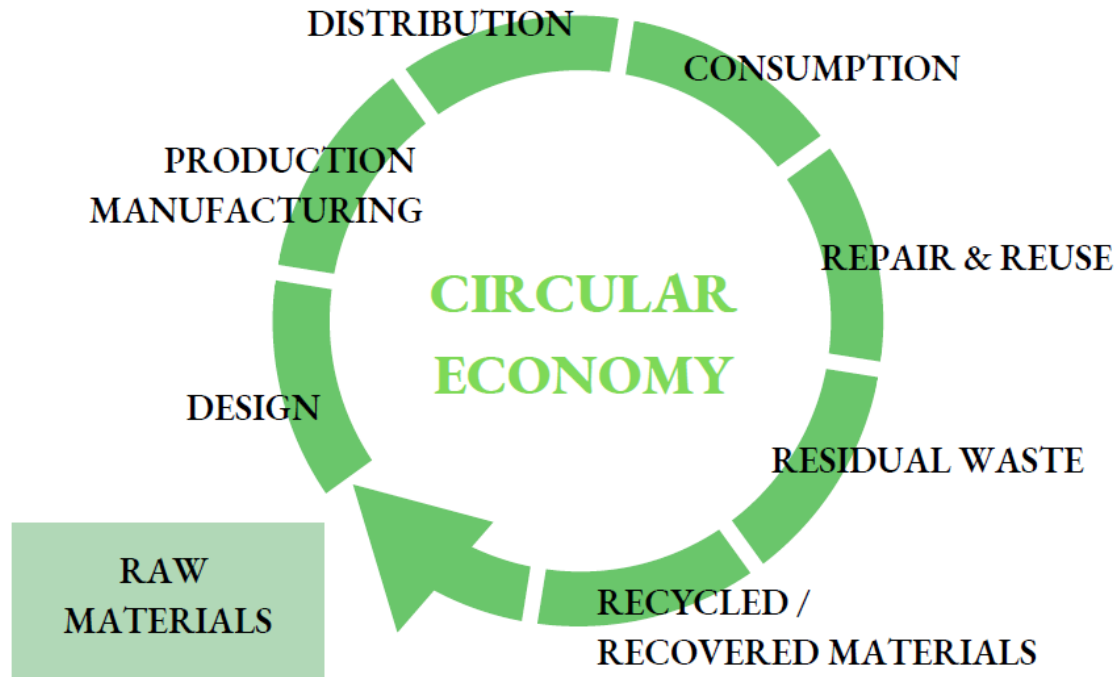 DISTRIBUTION
CONSUMPTION
PRODUCTION
MANUFACTURING
REPAIR & REUSE
CIRCULAR
ECONOMY
DESIGN
RESIDUAL WASTE
RAW
MATERIALS
RECYCLED /
RECOVERED MATERIALS